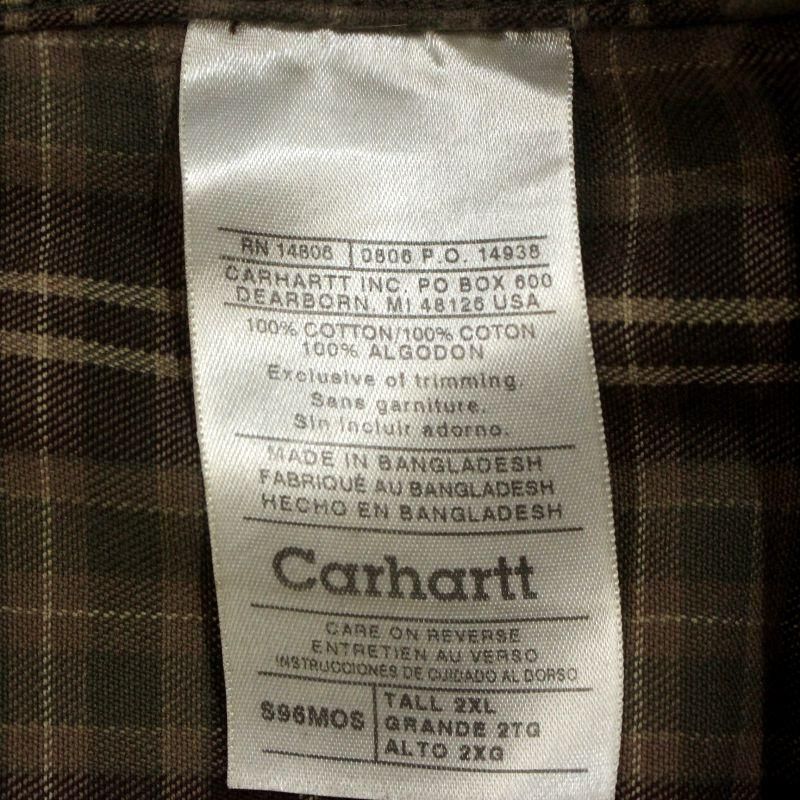 RN 14806 | 0806 P.O. 14938
CARHARTT INC. PO BOX 600
DEARBORN, MI 48126 USA
100% COTTON/100% COTON
100% ALGODON
Exclusive of trimming.
Sans garniture.
Sin incluir adorno.
MADE IN BANGLADESH
FABRIQUÉ AU BANGLADESH
HECHO EN BANGLADESH
Carhartt
CARE ON REVERSE
ENTRETIEN AU VERSO
INSTRUCCIONES DE CUIDADO AL DORSO
S96MOS
TALL 2XL
GRANDE 2TG
ALTO 2XG